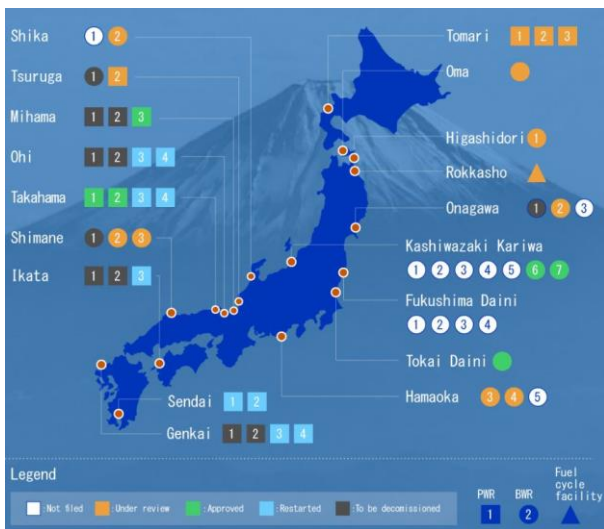 Shika 1 2
Tsuruga 1 2
Mihama 1 2 3
Ohi 1 2 3 4
Takahama 1 2 3 4
Shimane 1 2 3
Ikata 1 2 3
Tomari 1 2 3
Oma
Higashidori 1
Rokkasho
Onagawa 1 2 3
Kashiwazaki Kariwa
1 2 3 4 5 6 7
Fukushima Daini
1 2 3 4
Tokai Daini
Hamaoka 3 4 5
Sendai 1 2
Genkai 1 2 3 4
Legend
:Not filed :Under review :Approved :Restarted :To be decomissioned
PWR 1
BWR 2
Fuel
cycle
facility